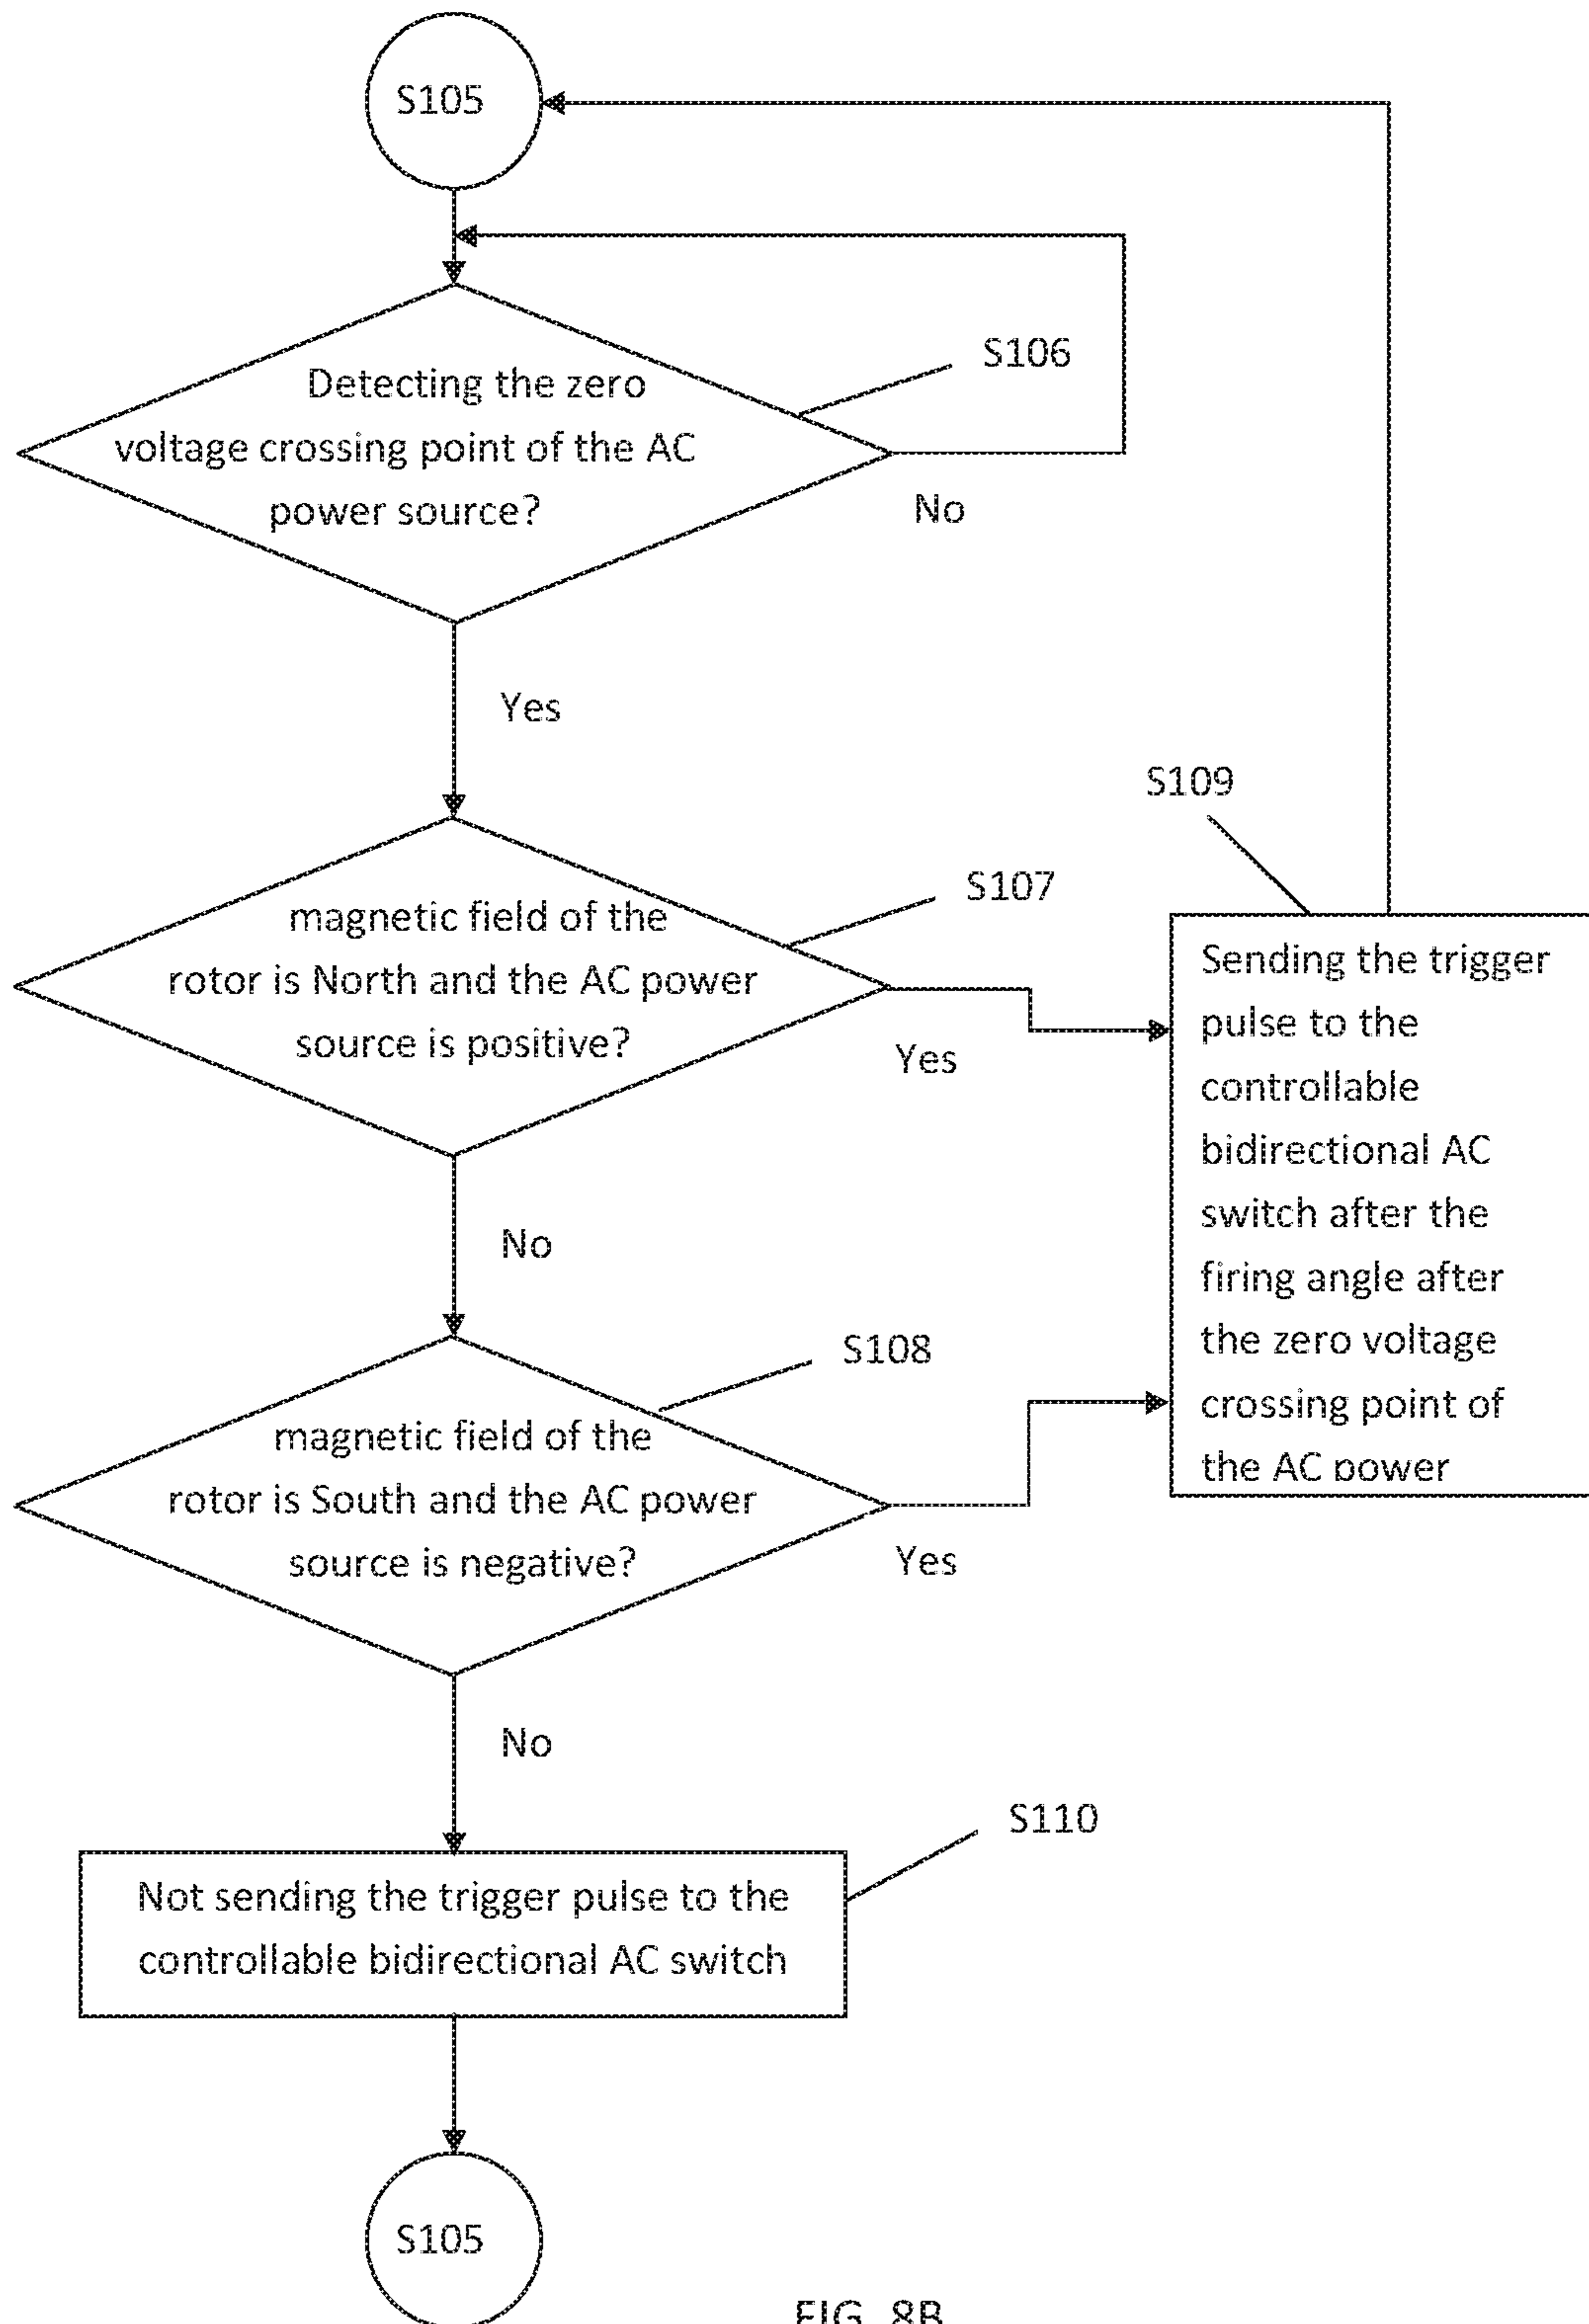 S105
S106
Detecting the zero
voltage crossing point of the AC
power source?
No
Yes
S109
S107
magnetic field of the
rotor is North and the AC power
source is positive?
Yes
Sending the trigger
pulse to the
controllable
bidirectional AC
switch after the
firing angle after
the zero voltage
crossing point of
the AC power
No
S108
magnetic field of the
rotor is South and the AC power
source is negative?
Yes
No
S110
Not sending the trigger pulse to the
controllable bidirectional AC switch
S105
FIG. 8B